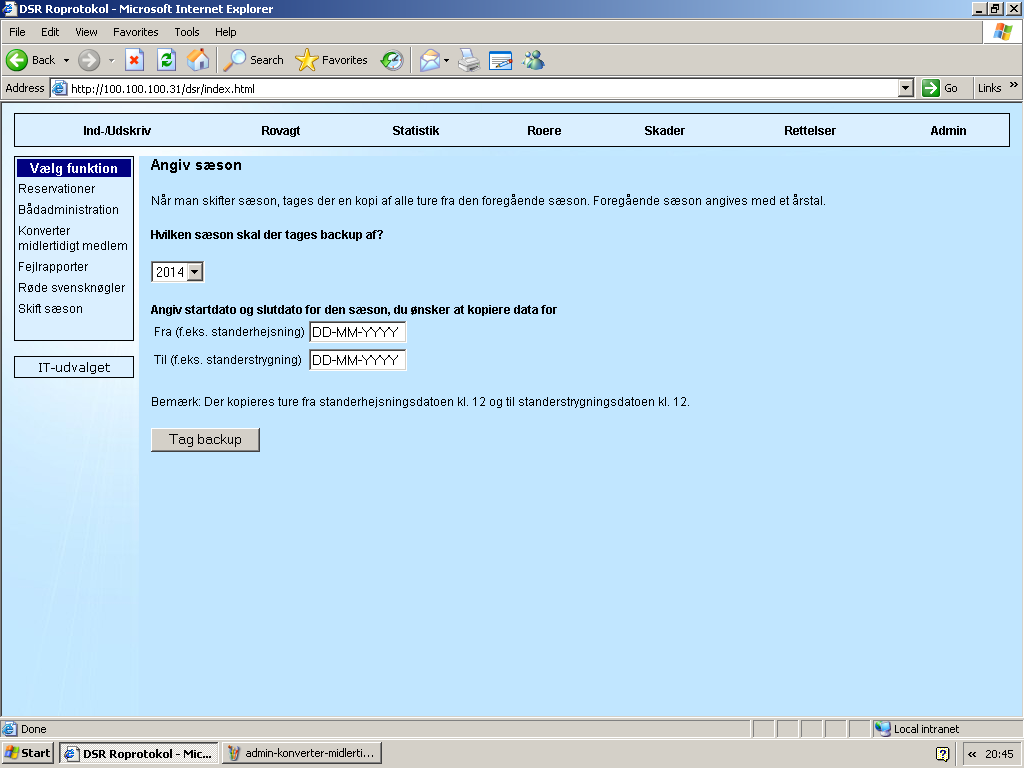 DSR Roprotokol - Microsoft Internet Explorer
File Edit View Favorites Tools Help
Back Search Favorites
Address http://100.100.100.31/dsr/index.html Go Links »
Ind-/Udskriv Rovagt Statistik Roere Skader Rettelser Admin
Vælg funktion
Reservationer
Bådadministration
Konverter
midlertidigt medlem
Fejlrapporter
Røde svensknøgler
Skift sæson
IT-udvalget
Angiv sæson
Når man skifter sæson, tages der en kopi af alle ture fra den foregående sæson. Foregående sæson angives med et årstal.
Hvilken sæson skal der tages backup af?
2014
Angiv startdato og slutdato for den sæson, du ønsker at kopiere data for
Fra (f.eks. standerhejsning) DD-MM-YYYY
Til (f.eks. standerstrygning) DD-MM-YYYY
Bemærk: Der kopieres ture fra standerhejsningsdatoen kl. 12 og til standerstrygningsdatoen kl. 12.
Tag backup
Done Local intranet
Start DSR Roprotokol - Mic... admin-konverter-midlerti... « 20:45